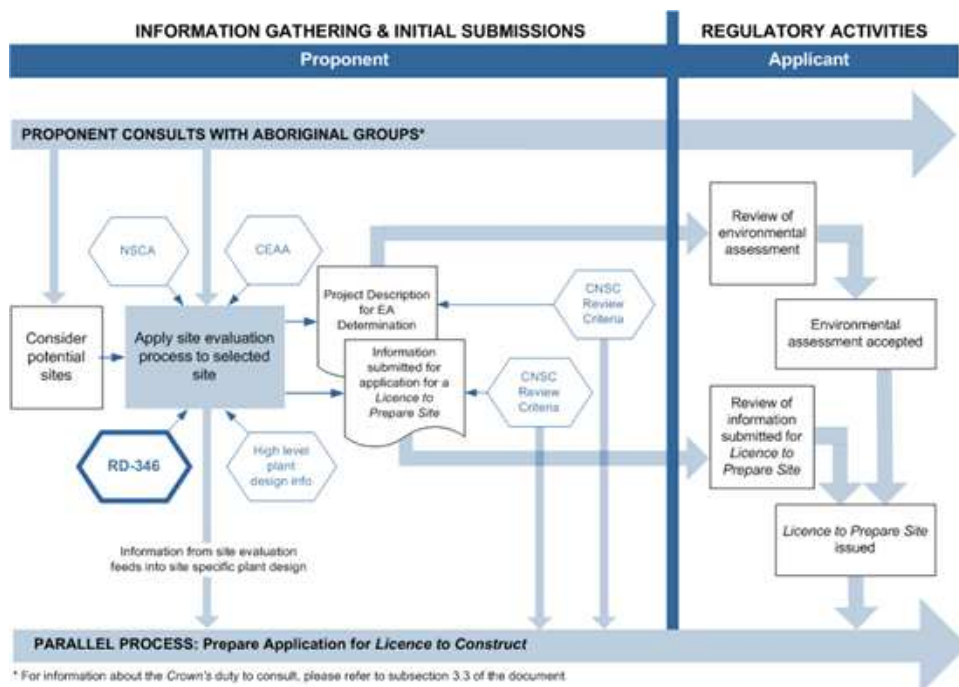 INFORMATION GATHERING & INITIAL SUBMISSIONS
REGULATORY ACTIVITIES
Proponent
Applicant
PROPONENT CONSULTS WITH ABORIGINAL GROUPS*
NSCA
CEAA
Consider
potential
sites
Apply site evaluation
process to selected
site
RD-346
High level
plant
design info
Project Description
for EA
Determination
Information
submitted for
application for a
Licence to
Prepare Site
CNSC
Review
Criteria
CNSC
Review
Criteria
Review of
environmental
assessment
Environmental
assessment accepted
Review of
information
submitted for
Licence to
Prepare Site
Licence to Prepare Site
issued
Information from site evaluation
feeds into site specific plant design
PARALLEL PROCESS: Prepare Application for Licence to Construct
* For information about the Crown's duty to consult, please refer to subsection 3.3 of the document